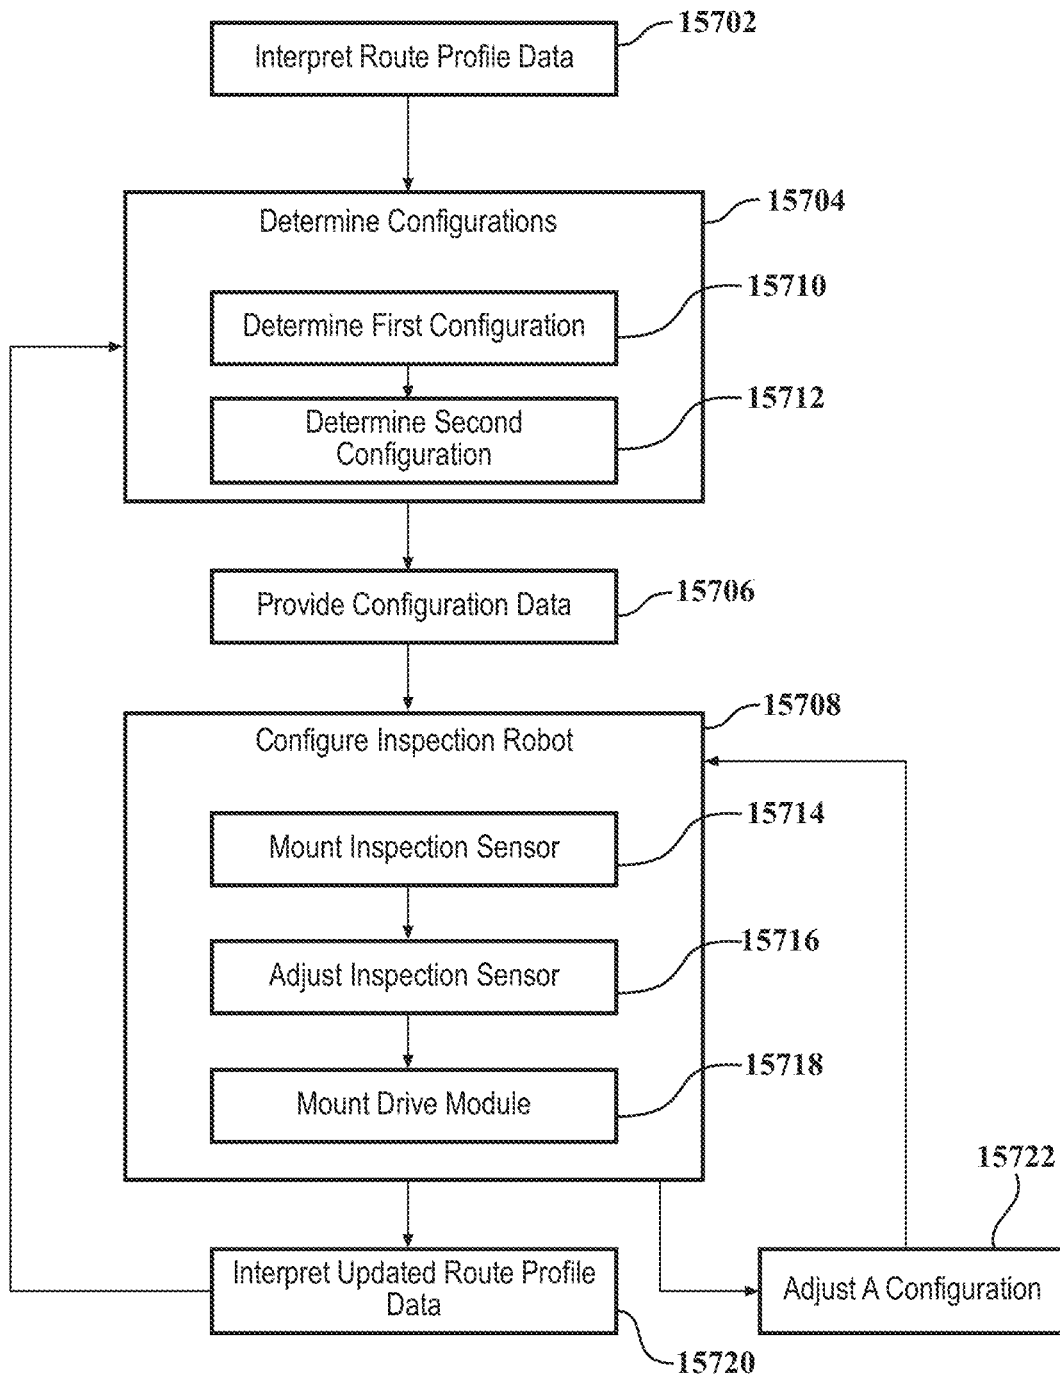 15702
Interpret Route Profile Data
15704
Determine Configurations
15710
Determine First Configuration
15712
Determine Second
Configuration
15706
Provide Configuration Data
15708
Configure Inspection Robot
15714
Mount Inspection Sensor
15716
Adjust Inspection Sensor
15718
Mount Drive Module
15722
Interpret Updated Route Profile
Data
Adjust A Configuration
15720